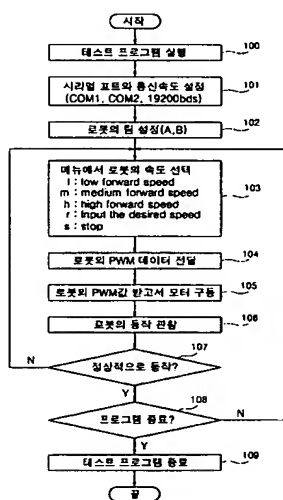 시작
테스트 프로그램 실행
100
시리얼 포트와 통신속도 설정
(COM1, COM2, 19200bds)
101
로봇의 팀 설정(A,B)
102
메뉴에서 로봇의 속도 선택
l : low forward speed
m : medium forward speed
h : high forward speed
r : Input the desired speed
s : stop
103
104
로봇의 PWM 데이터 전달
105
로봇의 PWM값 받고서 모터 구동
106
로봇의 동작 관찰
107
N
정상적으로 동작?
Y
108
프로그램 종료?
N
Y
109
테스트 프로그램 종료
끝